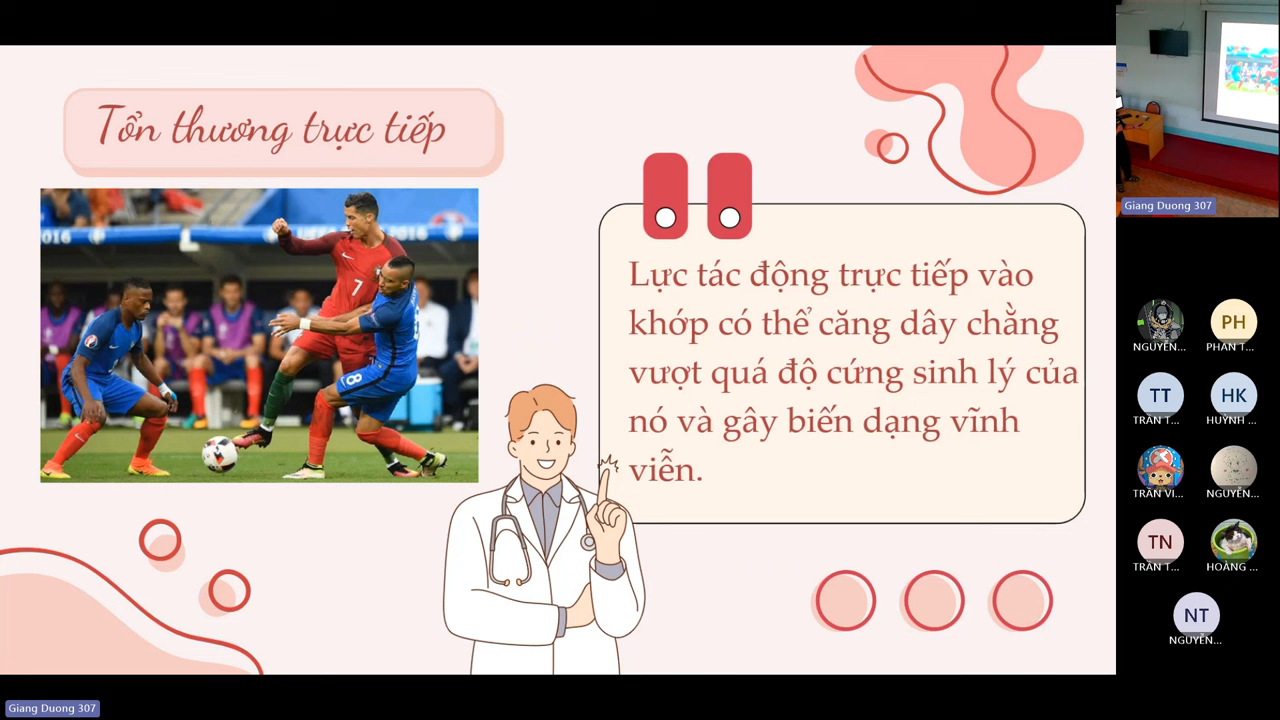 Tổn thương trực tiếp
2016
016
7
8
Lực tác động trực tiếp vào
khớp có thể căng dây chằng
vượt quá độ cứng sinh lý của
nó và gây biến dạng vĩnh
viễn.
Giang Duong 307
NGUYỄN...
PH
PHAN T...
TT
TRẦN T...
HK
HUỲNH ...
TRẦN VI...
NGUYỄN...
TN
TRẦN T...
HOÀNG ...
NT
NGUYỄN...
Giang Duong 307